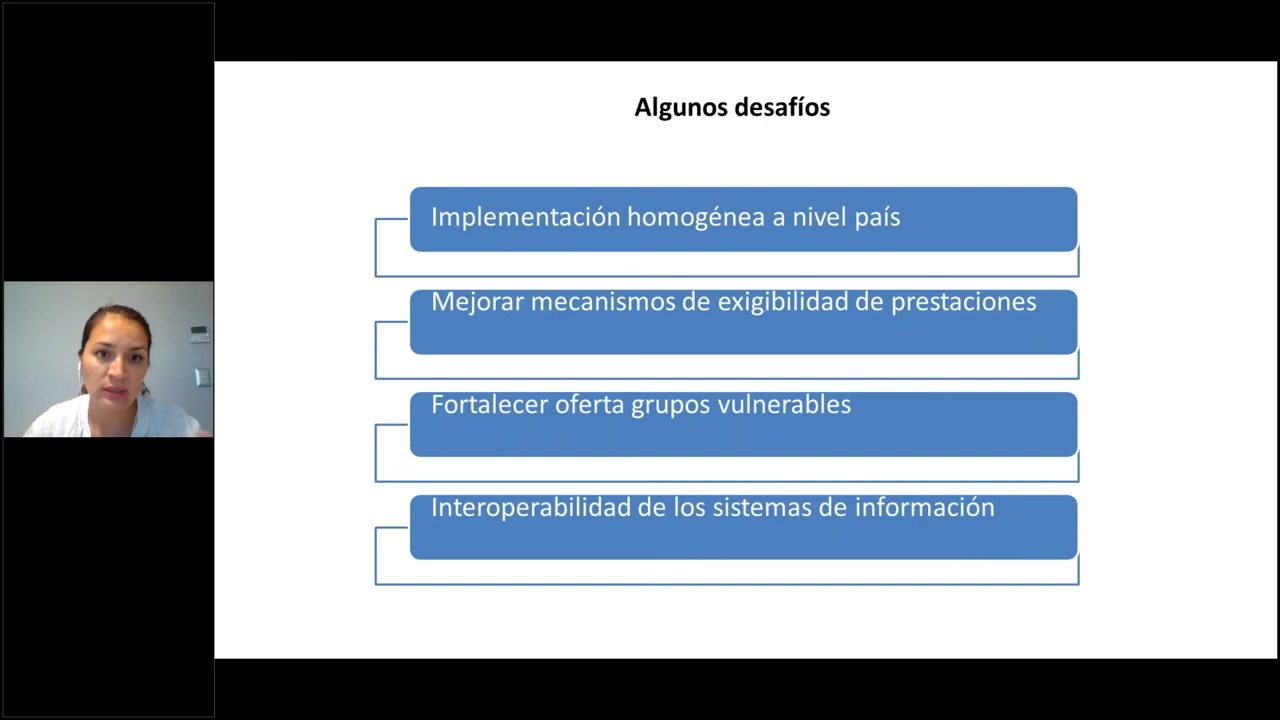 Algunos desafíos
Implementación homogénea a nivel país
Mejorar mecanismos de exigibilidad de prestaciones
Fortalecer oferta grupos vulnerables
Interoperabilidad de los sistemas de información